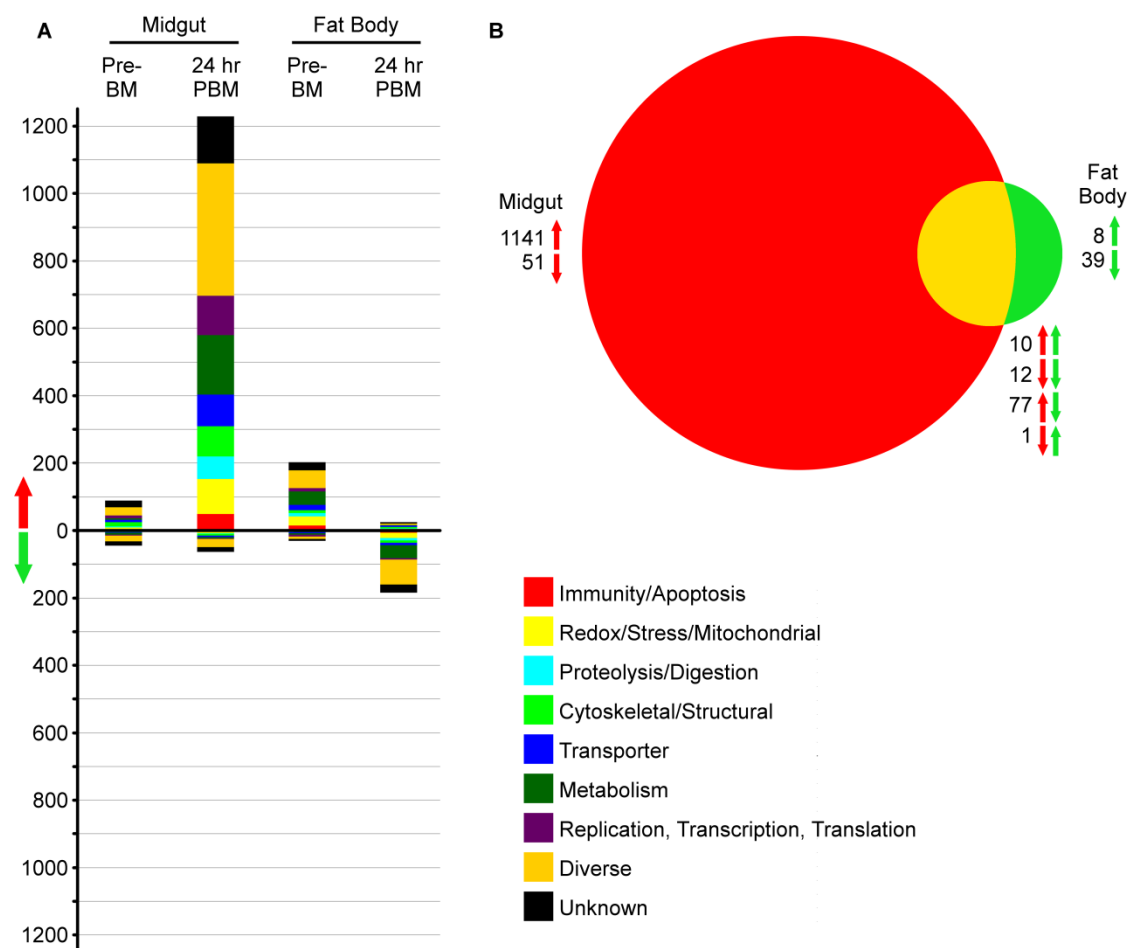 A
Midgut
Fat Body
Pre-
BM
24 hr
PBM
Pre-
BM
24 hr
PBM
1200
1000
800
600
400
200
0
200
400
600
800
1000
1200
B
Midgut
1141
51
Fat
Body
8
39
10
12
77
1
Immunity/Apoptosis
Redox/Stress/Mitochondrial
Proteolysis/Digestion
Cytoskeletal/Structural
Transporter
Metabolism
Replication, Transcription, Translation
Diverse
Unknown